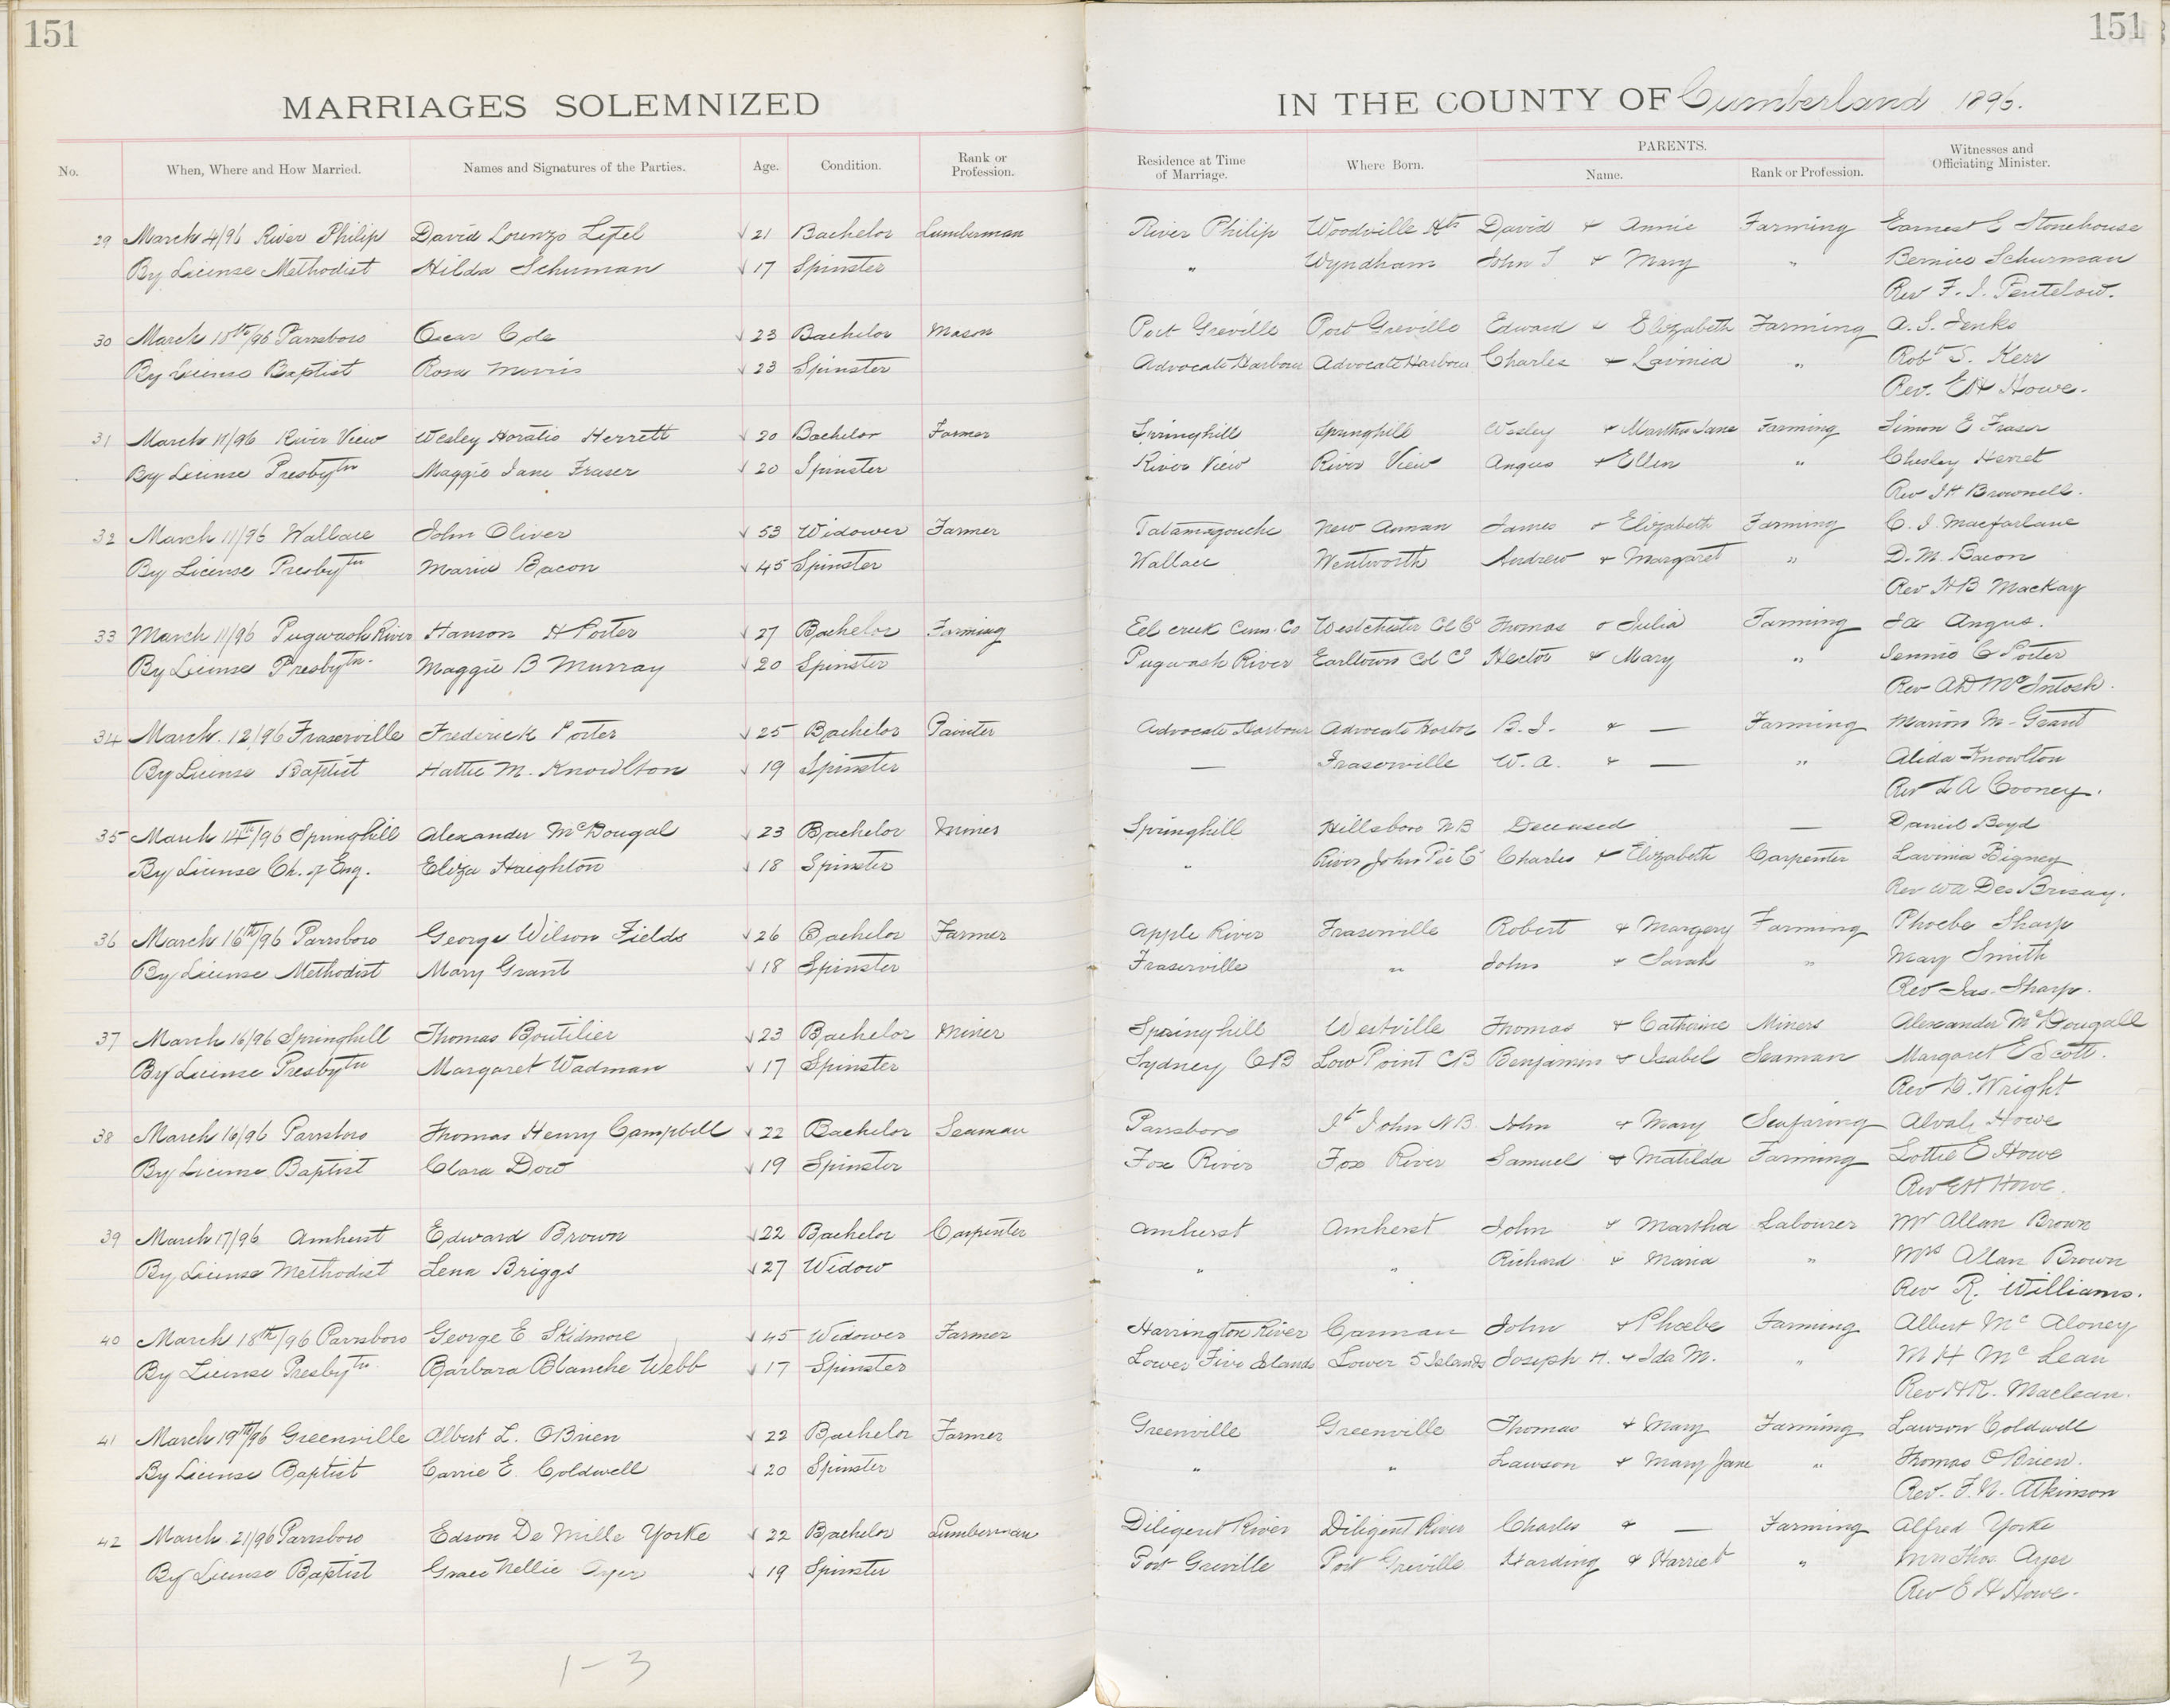 151
151
MARRIAGES SOLEMNIZED
IN THE COUNTY OF Cumberland 1896.
No. When, Where and How Married. Names and Signatures of the Parties. Age. Condition. Rank or Profession. Residence at Time of Marriage. Where Born. PARENTS. Name. Rank or Profession. Witnesses and Officiating Minister.
29 March 4/96 River Philip David Lorenzo 21 Bachelor Lumberman River Philip Woodville Hts David & Annie Farming Earnest E Stonehouse
By License Methodist Hilda Schurman 17 Spinster " Wyndham John T & Mary " Bernice Schurman
Rev F. I. Pentelow.
30 March 10th/96 Parrsboro Oscar Cole 23 Bachelor Mason Port Greville Port Greville Edward & Elizabeth Farming A. S. Jenks
By License Baptist Rosa Morris 23 Spinster Advocate Harbour Advocate Harbour Charles & Lavinia " Robt S. Kerr
Rev. E H Howe.
31 March 11/96 River View Wesley Horatio Herrett 20 Bachelor Farmer Springhill Springhill Wesley & Martha Jane Farming Simon E Fraser
By License Presbytn Maggie Jane Fraser 20 Spinster River View River View Angus & Ellen " Chesley Herret
Rev J H Brownell.
32 March 11/96 Wallace John Oliver 53 Widower Farmer Tatamagouche New Annan James & Elizabeth Farming C. I. Macfarlane
By License Presbytn Maria Bacon 45 Spinster Wallace Wentworth Andrew & Margaret " D. M. Bacon
Rev H B MacKay
33 March 11/96 Pugwash River Hanson H Porter 27 Bachelor Farming Eel creek Cum. Co Westchester Col Co Thomas & Julia Farming Angus.
By License Presbytn. Maggie B Murray 20 Spinster Pugwash River Earltown Col Co Hector & Mary " Jennie C Porter
Rev A D McIntosh.
34 March. 12/96 Fraserville Frederick Porter 25 Bachelor Painter Advocate Harbour Advocate Harbor B. I. & — Farming Marion M. Grant
By License Baptist Hattie M. Knowlton 19 Spinster — Fraserville W. A. & — " Alida Knowlton
Rev L A Cooney.
35 March 14th/96 Springhill Alexander McDougal 23 Bachelor Miner Springhill Hillsboro NB Deceased — Daniel Boyd
By License Ch. of Eng. Eliza Haighton 18 Spinster " River John Pic Co Charles & Elizabeth Carpenter Lavinia Bigney
Rev W A Des Brisay.
36 March 16th/96 Parrsboro George Wilson Fields 26 Bachelor Farmer Apple River Fraserville Robert & Margery Farming Phoebe Sharp
By License Methodist Mary Grant 18 Spinster Fraserville " John & Sarah " Mary Smith
Rev Jas. Sharp.
37 March 16/96 Springhill Thomas Boutilier 23 Bachelor Miner Springhill Westville Thomas & Catherine Miners Alexander McDougall
By License Presbytn Margaret Wadman 17 Spinster Sydney CB Low Point CB Benjamin & Isabel Seaman Margaret E Scott.
Rev D. Wright
38 March 16/96 Parrsboro Thomas Henry Campbell 22 Bachelor Seaman Parrsboro St John NB John & Mary Seafaring Alvah Howe
By License Baptist Clara Dow 19 Spinster Fox River Fox River Samuel & Matilda Farming Lottie E Howe
Rev E H Howe.
39 March 17/96 Amherst Edward Brown 22 Bachelor Carpenter Amherst Amherst John & Martha Labourer Mr Allan Brown
By License Methodist Lena Briggs 27 Widow " " Richard & Maria " Mrs Allan Brown
Rev R. Williams.
40 March 18th/96 Parrsboro George E Skidmore 45 Widower Farmer Harrington River Carman John & Phoebe Farming Albert Mc Aloney
By License Presbytn. Barbara Blanche Webb 17 Spinster Lower Five Islands Lower 5 Islands Joseph H. & Ida M. " M H Mc Lean
Rev H K. Maclean.
41 March 19th/96 Greenville Albert L. OBrien 22 Bachelor Farmer Greenville Greenville Thomas & Mary Farming Lawson Coldwell
By License Baptist Carrie E. Coldwell 20 Spinster " " Lawson & Mary Jane " Thomas O'Brien.
Rev. F. N. Atkinson
42 March 21/96 Parrsboro Edson De Mille Yorke 22 Bachelor Lumberman Diligent River Diligent River Charles & — Farming Alfred Yorke
By License Baptist Grace Nellie Ayer 19 Spinster Port Greville Port Greville Harding & Harriet " Mrs Thos. Ayer
Rev E H Howe.
1 – 3